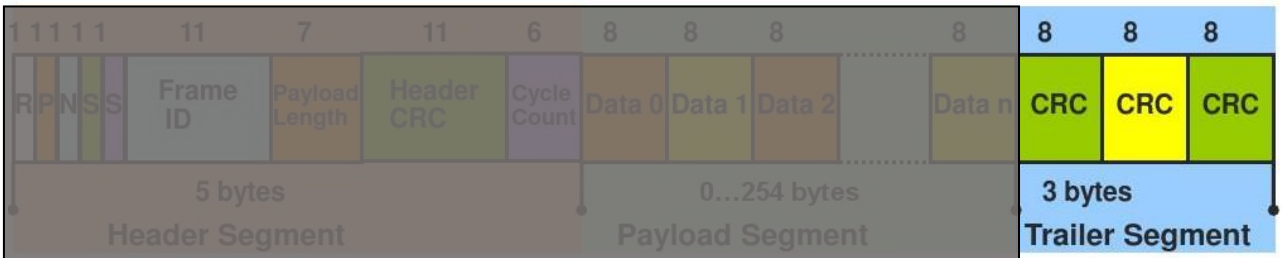 1 1 1 1 1 11 7 11 6 8 8 8 8 8 8 8
R P N S S Frame ID Payload Length Header CRC Cycle Count Data 0 Data 1 Data 2 Data n CRC CRC CRC
5 bytes 0...254 bytes 3 bytes
Header Segment Payload Segment Trailer Segment